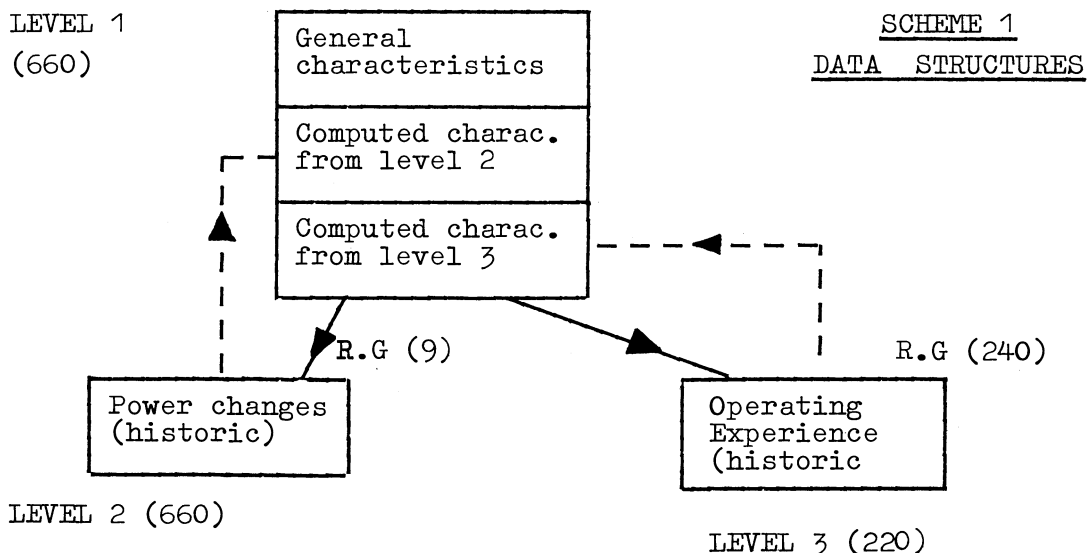 LEVEL 1
(660)
SCHEME 1
DATA STRUCTURES
General
characteristics
Computed charac.
from level 2
Computed charac.
from level 3
R.G (9)
R.G (240)
Power changes
(historic)
Operating
Experience
(historic
LEVEL 2 (660)
LEVEL 3 (220)